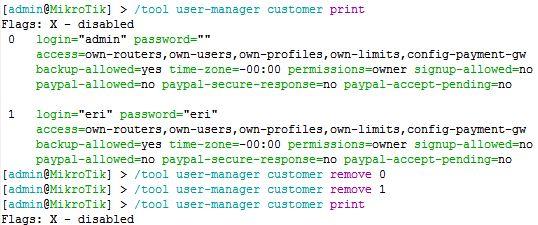 [admin@MikroTik] > /tool user-manager customer print
Flags: X - disabled
0 login="admin" password=""
access=own-routers,own-users,own-profiles,own-limits,config-payment-gw
backup-allowed=yes time-zone=-00:00 permissions=owner signup-allowed=no
paypal-allowed=no paypal-secure-response=no paypal-accept-pending=no
1 login="eri" password="eri"
access=own-routers,own-users,own-profiles,own-limits,config-payment-gw
backup-allowed=yes time-zone=-00:00 permissions=owner signup-allowed=no
paypal-allowed=no paypal-secure-response=no paypal-accept-pending=no
[admin@MikroTik] > /tool user-manager customer remove 0
[admin@MikroTik] > /tool user-manager customer remove 1
[admin@MikroTik] > /tool user-manager customer print
Flags: X - disabled